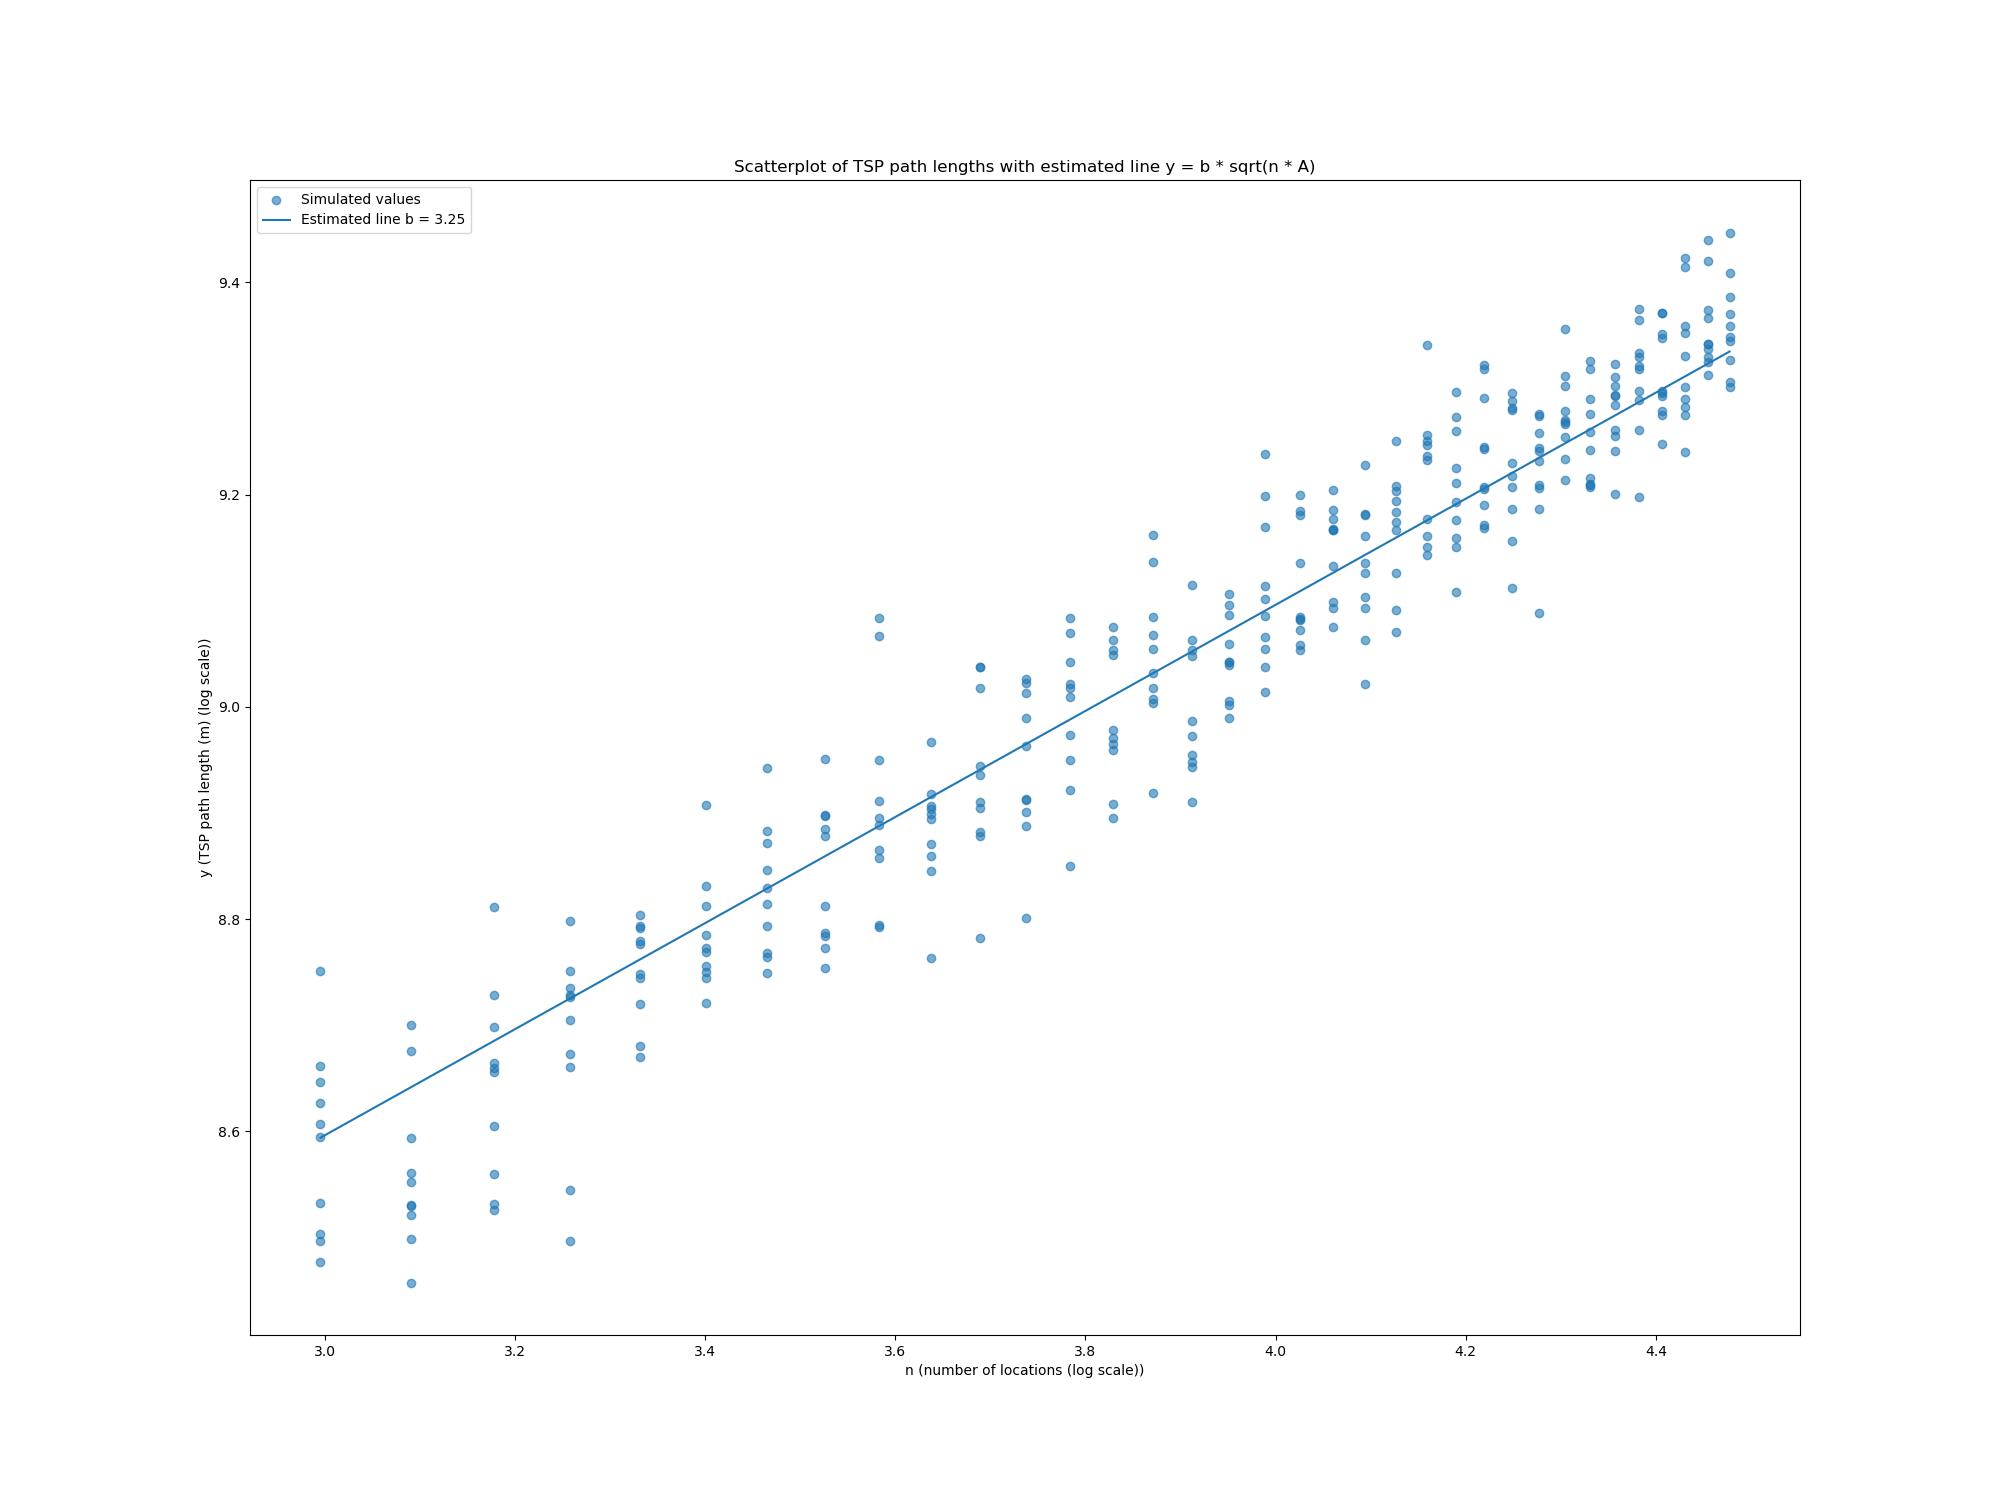 Scatterplot of TSP path lengths with estimated line y = b * sqrt(n * A)
Simulated values
Estimated line b = 3.25
9.4
9.2
9.0
8.8
8.6
y (TSP path length (m) (log scale))
3.0 3.2 3.4 3.6 3.8 4.0 4.2 4.4
n (number of locations (log scale))